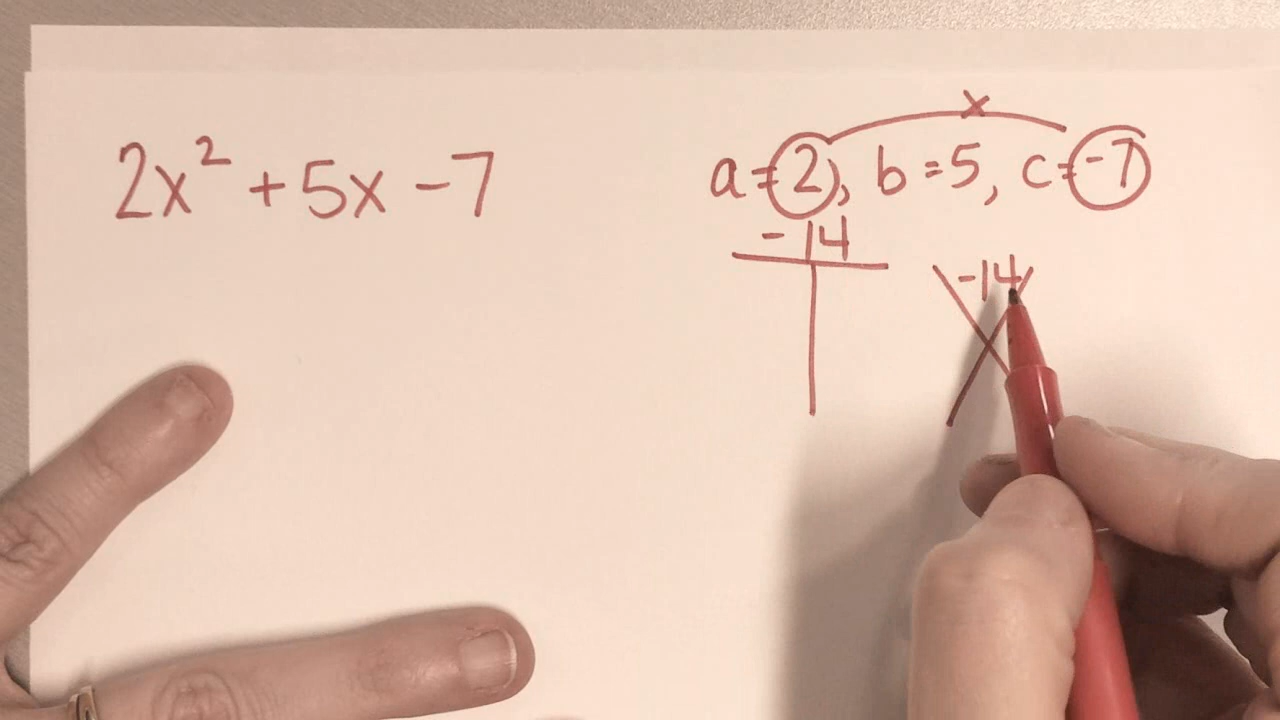 2x² + 5x - 7
x
a = 2, b = 5, c = -7
-14
-14